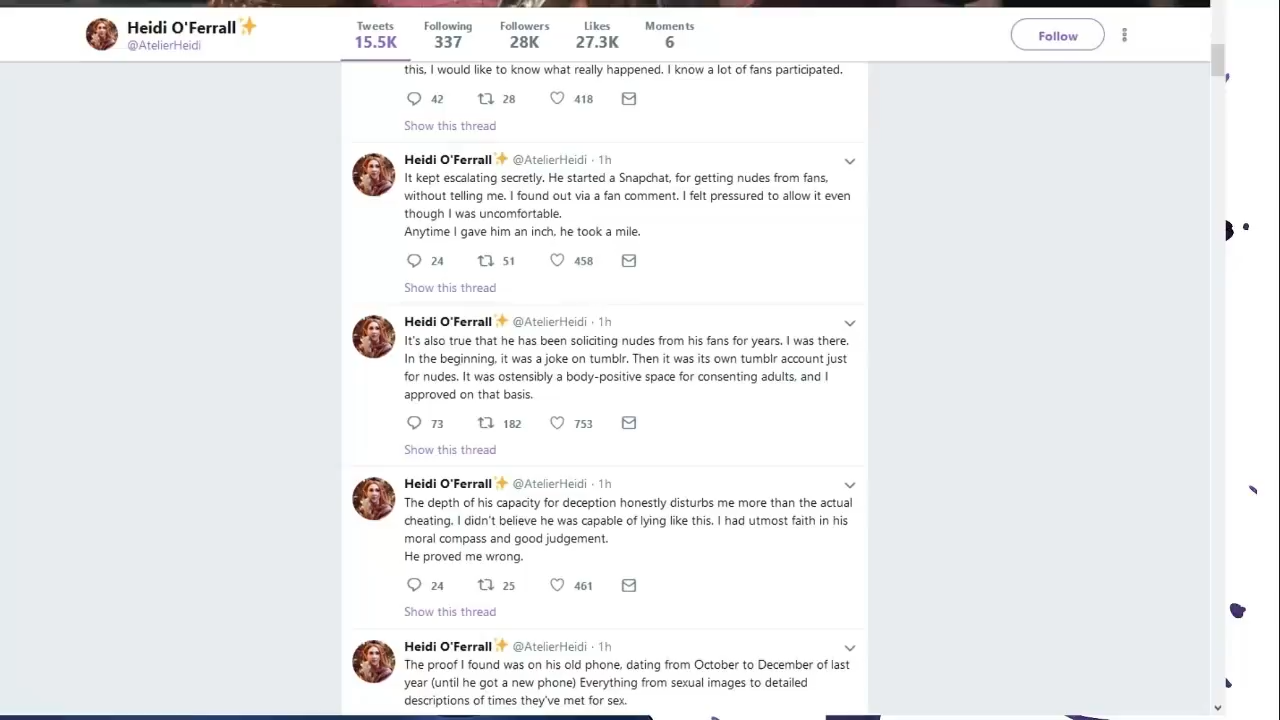 Heidi O'Ferrall✨
@AtelierHeidi
Tweets Following Followers Likes Moments
15.5K 337 28K 27.3K 6
Follow
this, I would like to know what really happened. I know a lot of fans participated.
42 28 418
Show this thread
Heidi O'Ferrall✨ @AtelierHeidi · 1h
It kept escalating secretly. He started a Snapchat, for getting nudes from fans,
without telling me. I found out via a fan comment. I felt pressured to allow it even
though I was uncomfortable.
Anytime I gave him an inch, he took a mile.
24 51 458
Show this thread
Heidi O'Ferrall✨ @AtelierHeidi · 1h
It's also true that he has been soliciting nudes from his fans for years. I was there.
In the beginning, it was a joke on tumblr. Then it was its own tumblr account just
for nudes. It was ostensibly a body-positive space for consenting adults, and I
approved on that basis.
73 182 753
Show this thread
Heidi O'Ferrall✨ @AtelierHeidi · 1h
The depth of his capacity for deception honestly disturbs me more than the actual
cheating. I didn't believe he was capable of lying like this. I had utmost faith in his
moral compass and good judgement.
He proved me wrong.
24 25 461
Show this thread
Heidi O'Ferrall✨ @AtelierHeidi · 1h
The proof I found was on his old phone, dating from October to December of last
year (until he got a new phone) Everything from sexual images to detailed
descriptions of times they've met for sex.